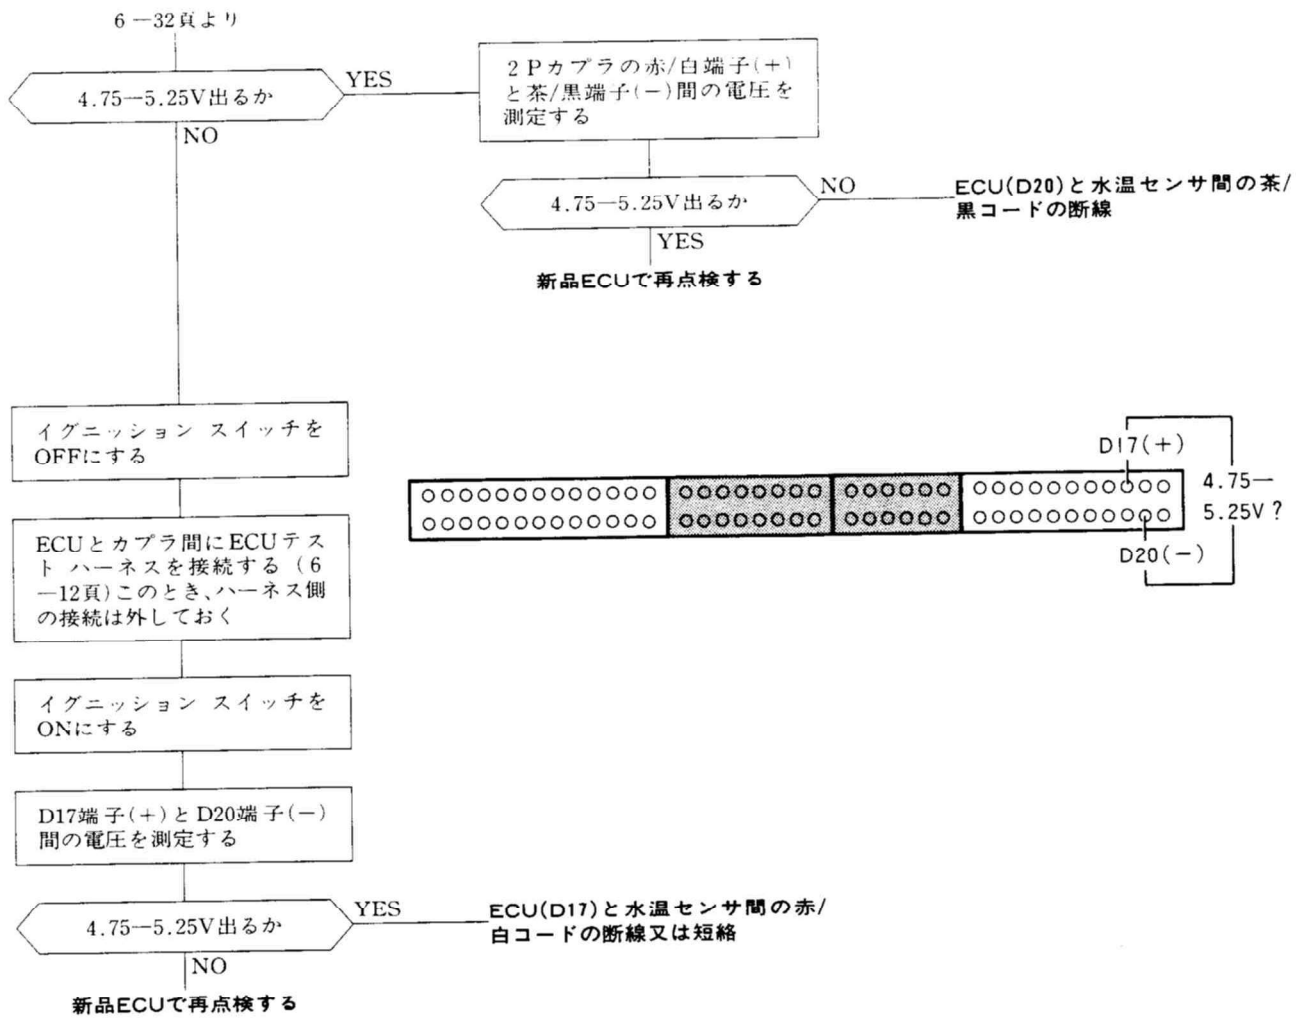 6—32頁より
4.75—5.25V出るか
YES
NO
2Pカプラの赤/白端子(+)
と茶/黒端子(−)間の電圧を
測定する
4.75—5.25V出るか
NO
ECU(D20)と水温センサ間の茶/
黒コードの断線
YES
新品ECUで再点検する
イグニッション スイッチを
OFFにする
D17(+)
4.75—
5.25V?
D20(−)
ECUとカプラ間にECUテス
ト ハーネスを接続する(6
—12頁)このとき、ハーネス側
の接続は外しておく
イグニッション スイッチを
ONにする
D17端子(+)とD20端子(−)
間の電圧を測定する
4.75—5.25V出るか
YES
ECU(D17)と水温センサ間の赤/
白コードの断線又は短絡
NO
新品ECUで再点検する